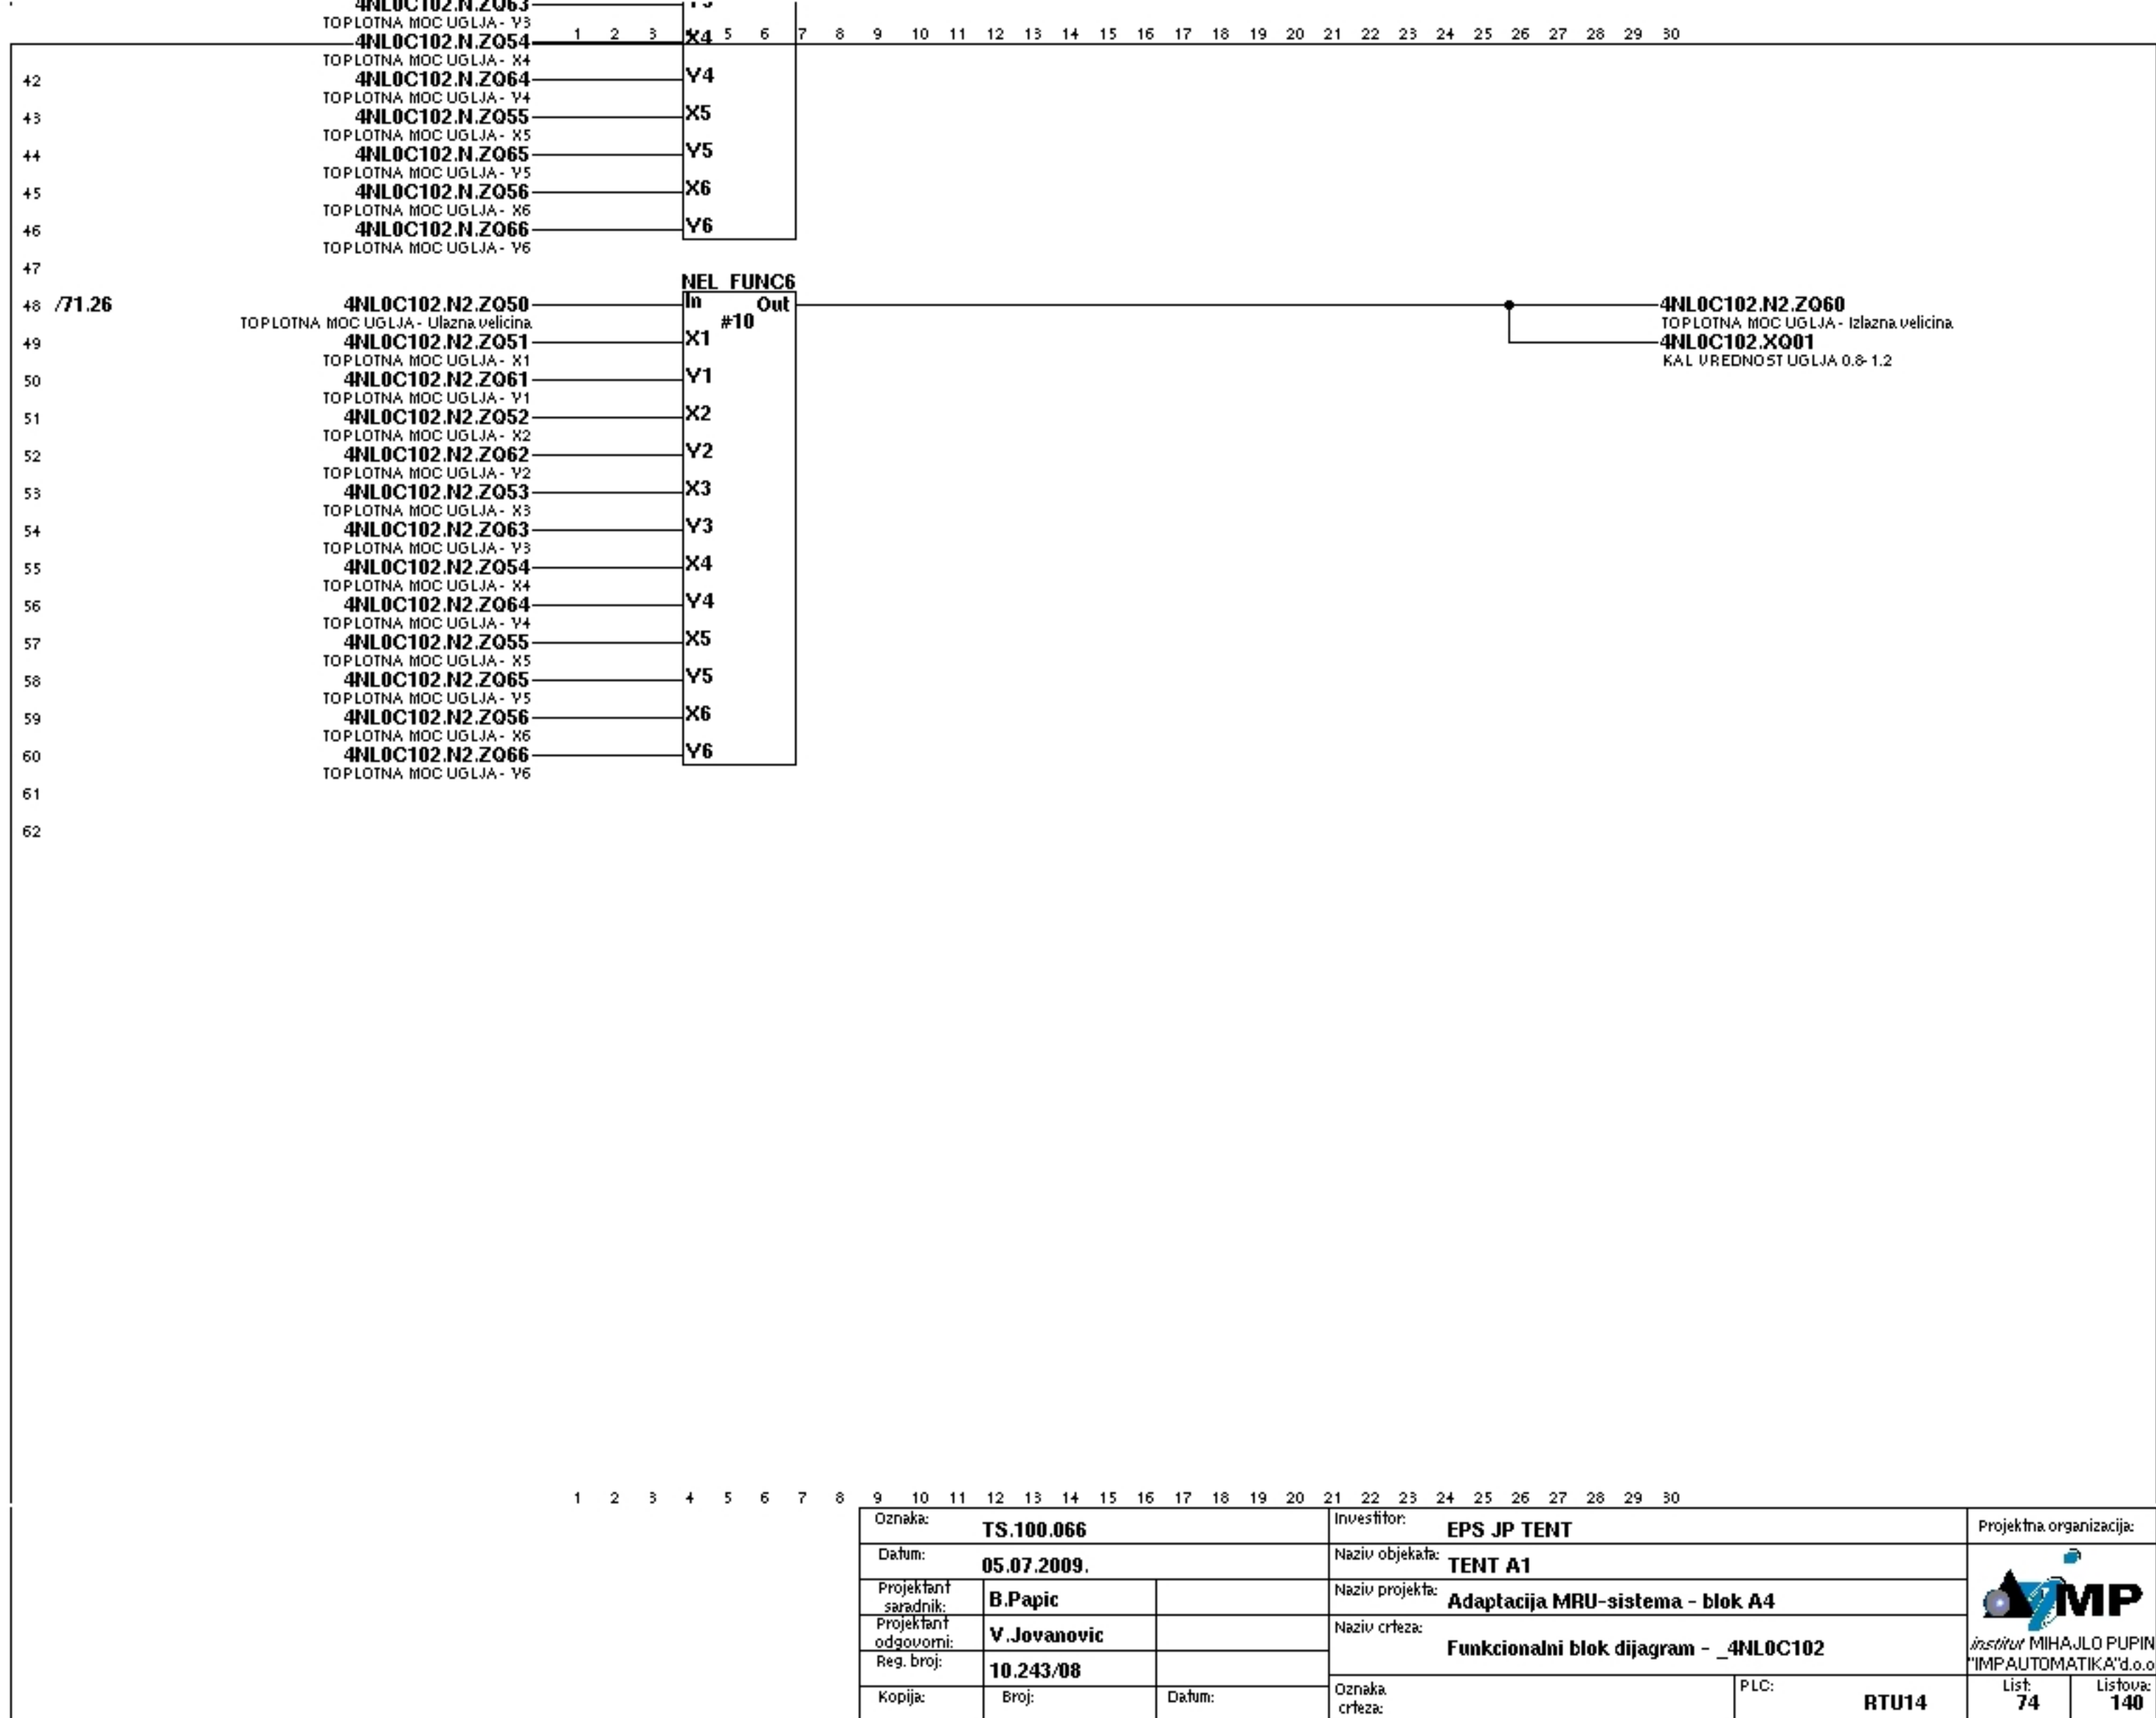 4NL0C102.N.ZQ63 Y3
TOPLOTNA MOC UGLJA - Y3
1 2 3 5 6 7 8 9 10 11 12 13 14 15 16 17 18 19 20 21 22 23 24 25 26 27 28 29 30
4NL0C102.N.ZQ54 X4
TOPLOTNA MOC UGLJA - X4
42 4NL0C102.N.ZQ64 Y4
TOPLOTNA MOC UGLJA - Y4
43 4NL0C102.N.ZQ55 X5
TOPLOTNA MOC UGLJA - X5
44 4NL0C102.N.ZQ65 Y5
TOPLOTNA MOC UGLJA - Y5
45 4NL0C102.N.ZQ56 X6
TOPLOTNA MOC UGLJA - X6
46 4NL0C102.N.ZQ66 Y6
TOPLOTNA MOC UGLJA - Y6
47
NEL_FUNC6
48 /71.26 4NL0C102.N2.ZQ50 In Out 4NL0C102.N2.ZQ60
TOPLOTNA MOC UGLJA - Ulazna velicina #10 TOPLOTNA MOC UGLJA - Izlazna velicina
49 4NL0C102.N2.ZQ51 X1 4NL0C102.XQ01
TOPLOTNA MOC UGLJA - X1 KAL VREDNOST UGLJA 0.8-1.2
50 4NL0C102.N2.ZQ61 Y1
TOPLOTNA MOC UGLJA - Y1
51 4NL0C102.N2.ZQ52 X2
TOPLOTNA MOC UGLJA - X2
52 4NL0C102.N2.ZQ62 Y2
TOPLOTNA MOC UGLJA - Y2
53 4NL0C102.N2.ZQ53 X3
TOPLOTNA MOC UGLJA - X3
54 4NL0C102.N2.ZQ63 Y3
TOPLOTNA MOC UGLJA - Y3
55 4NL0C102.N2.ZQ54 X4
TOPLOTNA MOC UGLJA - X4
56 4NL0C102.N2.ZQ64 Y4
TOPLOTNA MOC UGLJA - Y4
57 4NL0C102.N2.ZQ55 X5
TOPLOTNA MOC UGLJA - X5
58 4NL0C102.N2.ZQ65 Y5
TOPLOTNA MOC UGLJA - Y5
59 4NL0C102.N2.ZQ56 X6
TOPLOTNA MOC UGLJA - X6
60 4NL0C102.N2.ZQ66 Y6
TOPLOTNA MOC UGLJA - Y6
61
62
1 2 3 4 5 6 7 8 9 10 11 12 13 14 15 16 17 18 19 20 21 22 23 24 25 26 27 28 29 30
Oznaka: TS.100.066
Datum: 05.07.2009.
Projektant saradnik: B.Papic
Projektant odgovorni: V.Jovanovic
Reg. broj: 10.243/08
Kopija: Broj: Datum:
Investitor: EPS JP TENT
Naziv objekata: TENT A1
Naziv projekta: Adaptacija MRU-sistema - blok A4
Naziv crteza: Funkcionalni blok dijagram - _4NL0C102
Oznaka crteza:
PLC: RTU14
Projektna organizacija:
IMP
institut MIHAJLO PUPIN
"IMPAUTOMATIKA"d.o.o
List: 74
Listova: 140